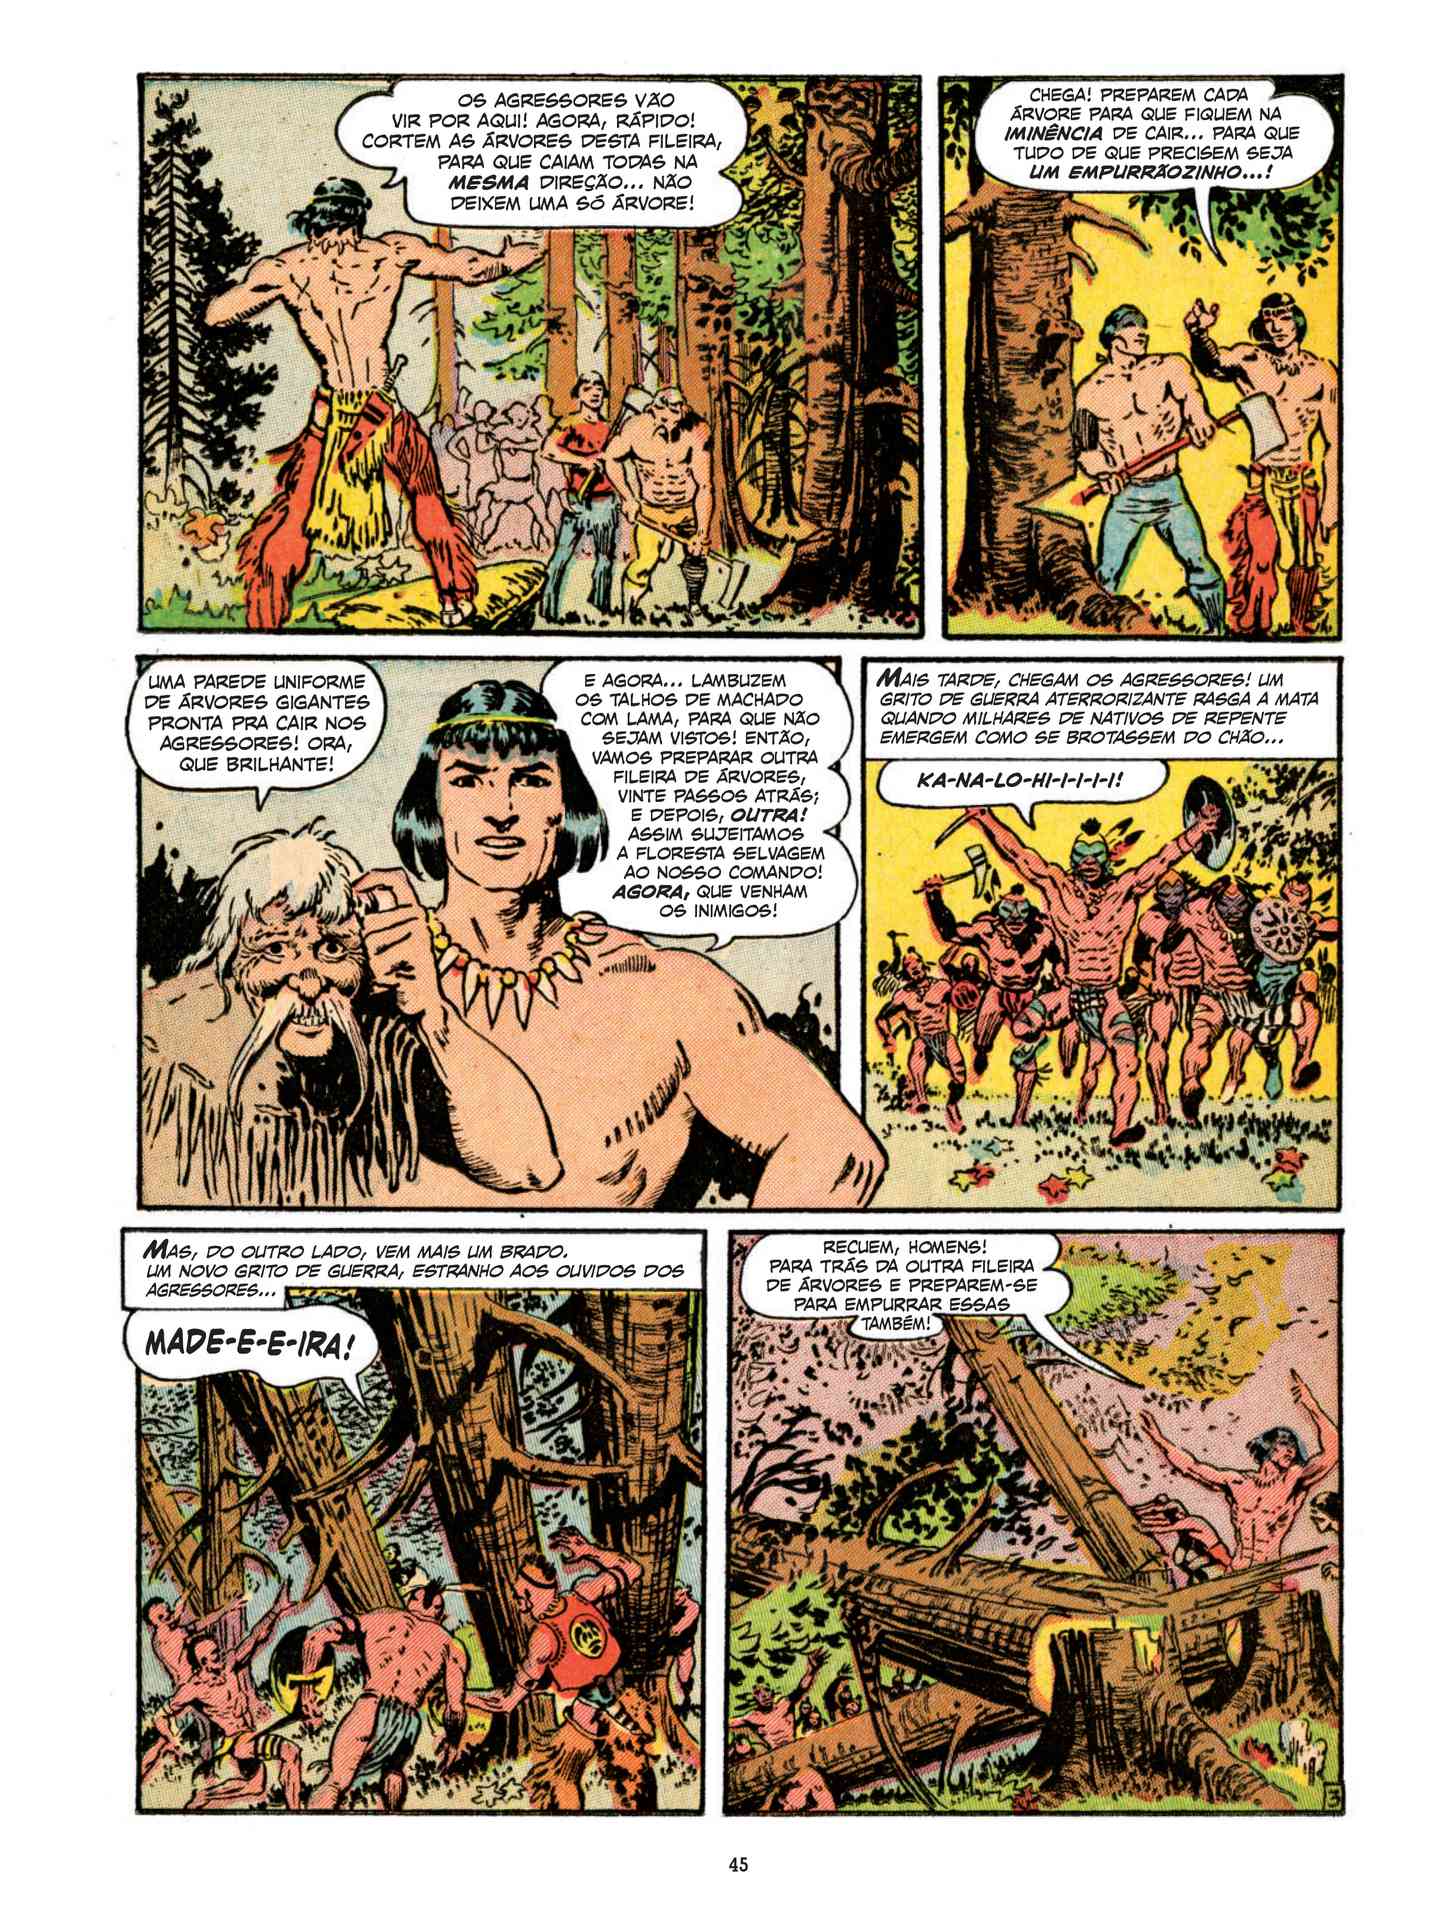 OS AGRESSORES VÃO
VIR POR AQUI! AGORA, RÁPIDO!
CORTEM AS ÁRVORES DESTA FILEIRA,
PARA QUE CAIAM TODAS NA
MESMA DIREÇÃO... NÃO
DEIXEM UMA SÓ ÁRVORE!
CHEGA! PREPAREM CADA
ÁRVORE PARA QUE FIQUEM NA
IMINÊNCIA DE CAIR... PARA QUE
TUDO DE QUE PRECISEM SEJA
UM EMPURRÃOZINHO...!
UMA PAREDE UNIFORME
DE ÁRVORES GIGANTES
PRONTA PRA CAIR NOS
AGRESSORES! ORA,
QUE BRILHANTE!
E AGORA... LAMBUZEM
OS TALHOS DE MACHADO
COM LAMA, PARA QUE NÃO
SEJAM VISTOS! ENTÃO,
VAMOS PREPARAR OUTRA
FILEIRA DE ÁRVORES,
VINTE PASSOS ATRÁS;
E DEPOIS, OUTRA!
ASSIM SUJEITAMOS
A FLORESTA SELVAGEM
AO NOSSO COMANDO!
AGORA, QUE VENHAM
OS INIMIGOS!
MAIS TARDE, CHEGAM OS AGRESSORES! UM
GRITO DE GUERRA ATERRORIZANTE RASGA A MATA
QUANDO MILHARES DE NATIVOS DE REPENTE
EMERGEM COMO SE BROTASSEM DO CHÃO...
KA-NA-LO-HI-I-I-I-I!
MAS, DO OUTRO LADO, VEM MAIS UM BRADO.
UM NOVO GRITO DE GUERRA, ESTRANHO AOS OUVIDOS DOS
AGRESSORES...
MADE-E-E-IRA!
RECUEM, HOMENS!
PARA TRÁS DA OUTRA FILEIRA
DE ÁRVORES E PREPAREM-SE
PARA EMPURRAR ESSAS
TAMBÉM!
3
45